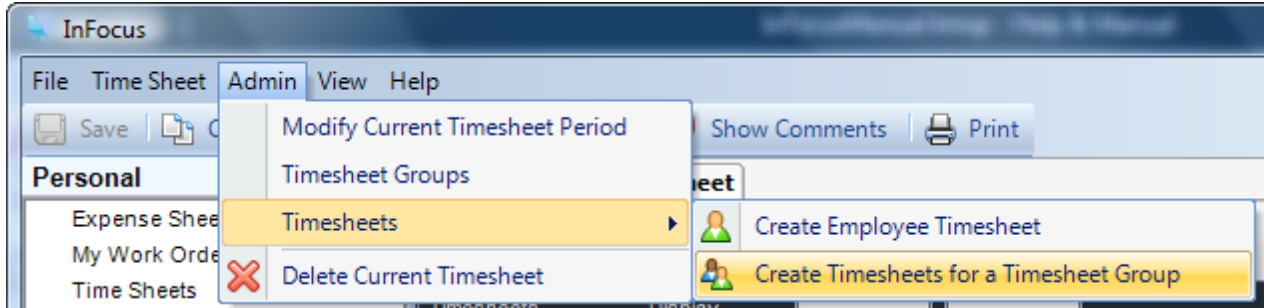 InFocus
File Time Sheet Admin View Help
Save Show Comments Print
Modify Current Timesheet Period
Personal
Timesheet Groups
Timesheets
Create Employee Timesheet
My Work Orde
Delete Current Timesheet
Create Timesheets for a Timesheet Group
Expense Shee
Time Sheets